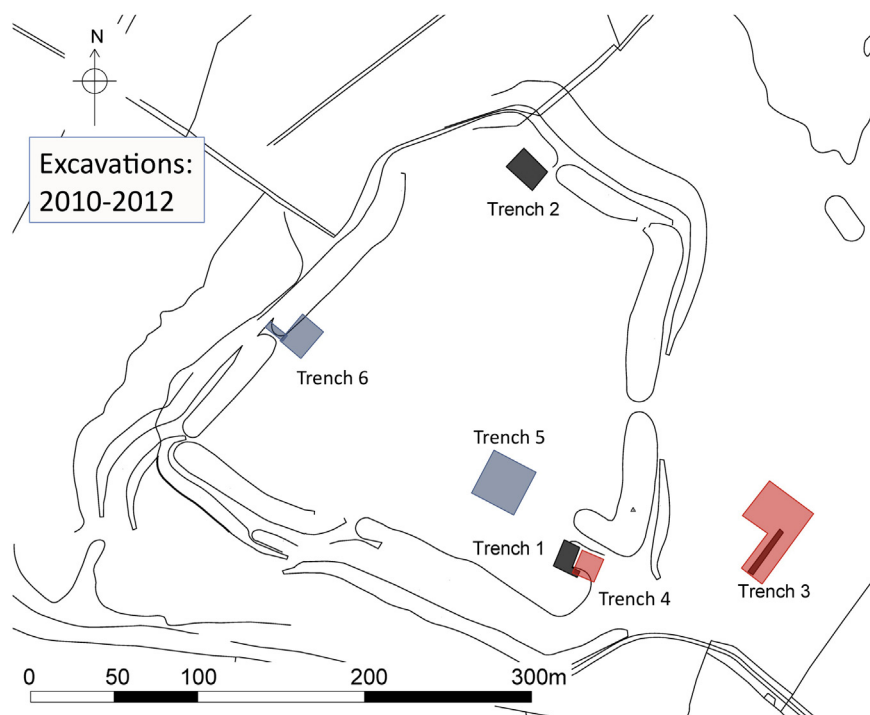 N
Excavations:
2010-2012
Trench 2
Trench 6
Trench 5
Trench 1
Trench 4
Trench 3
0 50 100 200 300m